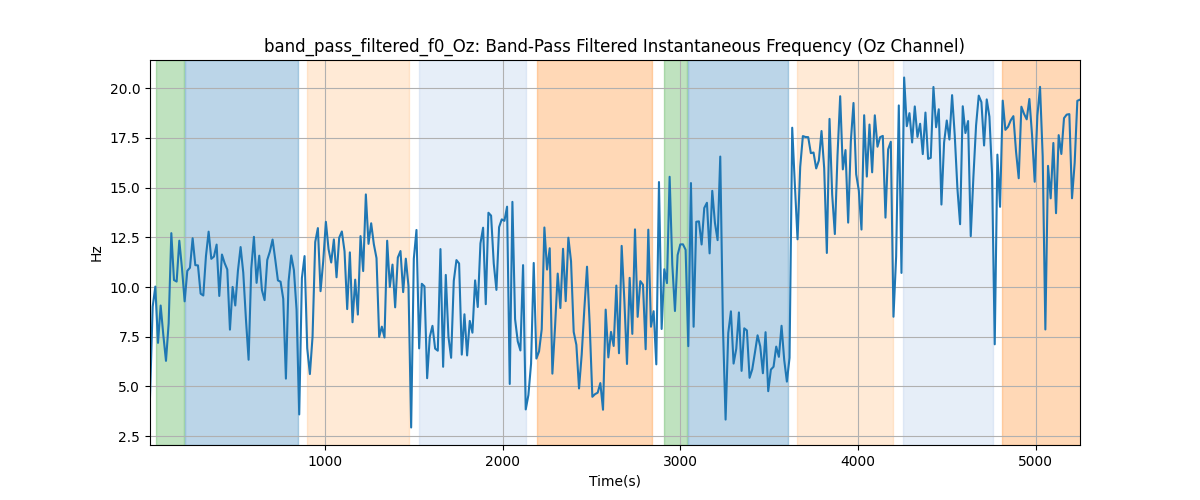 band_pass_filtered_f0_Oz: Band-Pass Filtered Instantaneous Frequency (Oz Channel)
20.0
17.5
15.0
12.5
10.0
7.5
5.0
2.5
Hz
1000 2000 3000 4000 5000
Time(s)